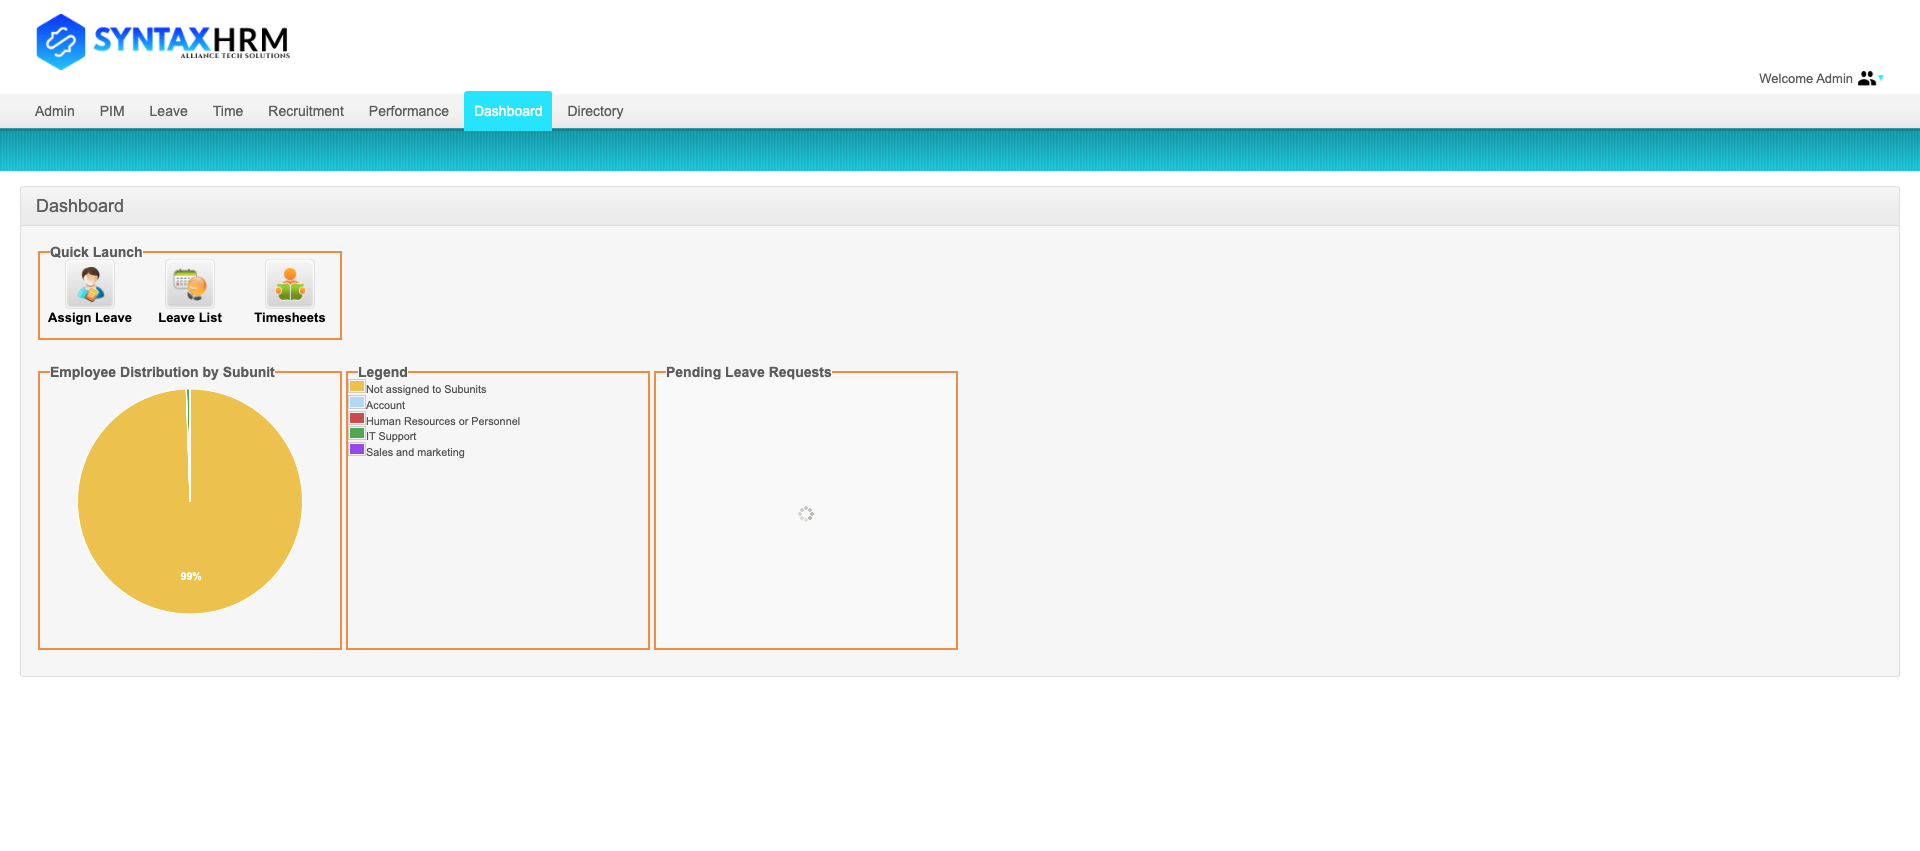 SYNTAXHRM
ALLIANCE TECH SOLUTIONS
Welcome Admin
Admin PIM Leave Time Recruitment Performance Dashboard Directory
Dashboard
Quick Launch
Assign Leave Leave List Timesheets
Employee Distribution by Subunit
99%
Legend
Not assigned to Subunits
Account
Human Resources or Personnel
IT Support
Sales and marketing
Pending Leave Requests